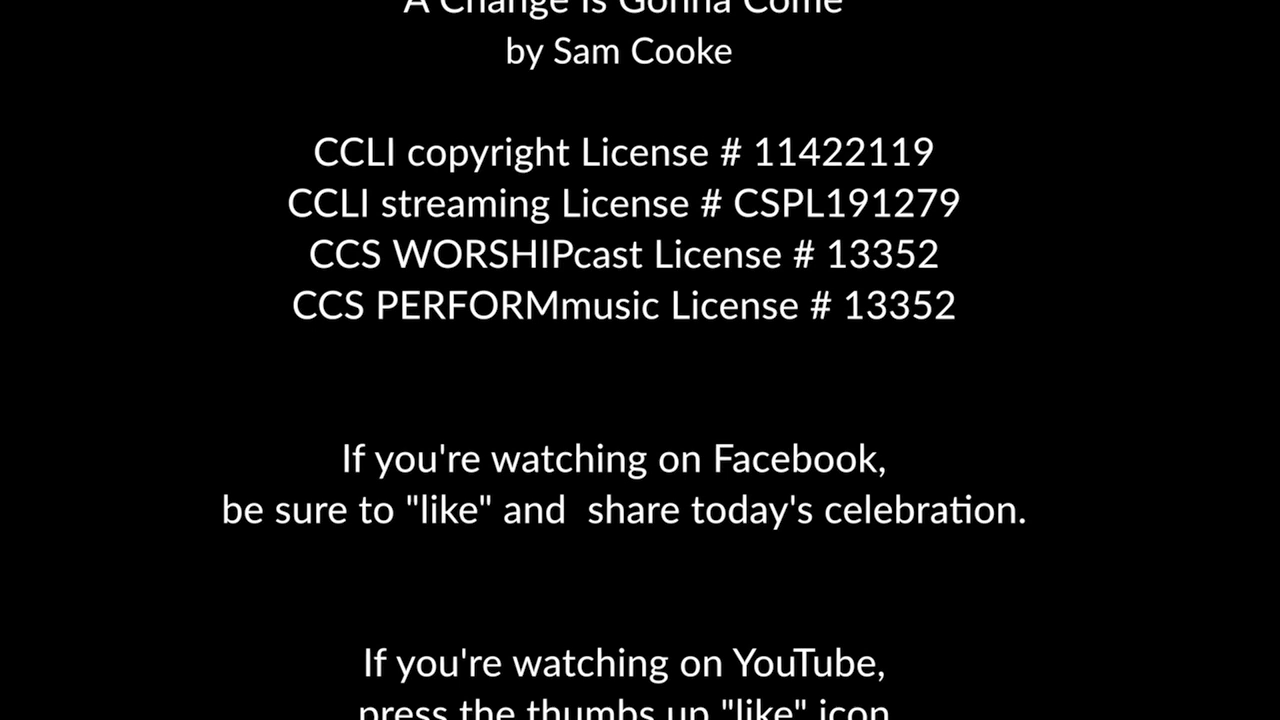 A Change is Gonna Come
by Sam Cooke
CCLI copyright License # 11422119
CCLI streaming License # CSPL191279
CCS WORSHIPcast License # 13352
CCS PERFORMmusic License # 13352
If you're watching on Facebook,
be sure to "like" and  share today's celebration.
If you're watching on YouTube,
press the thumbs up "like" icon